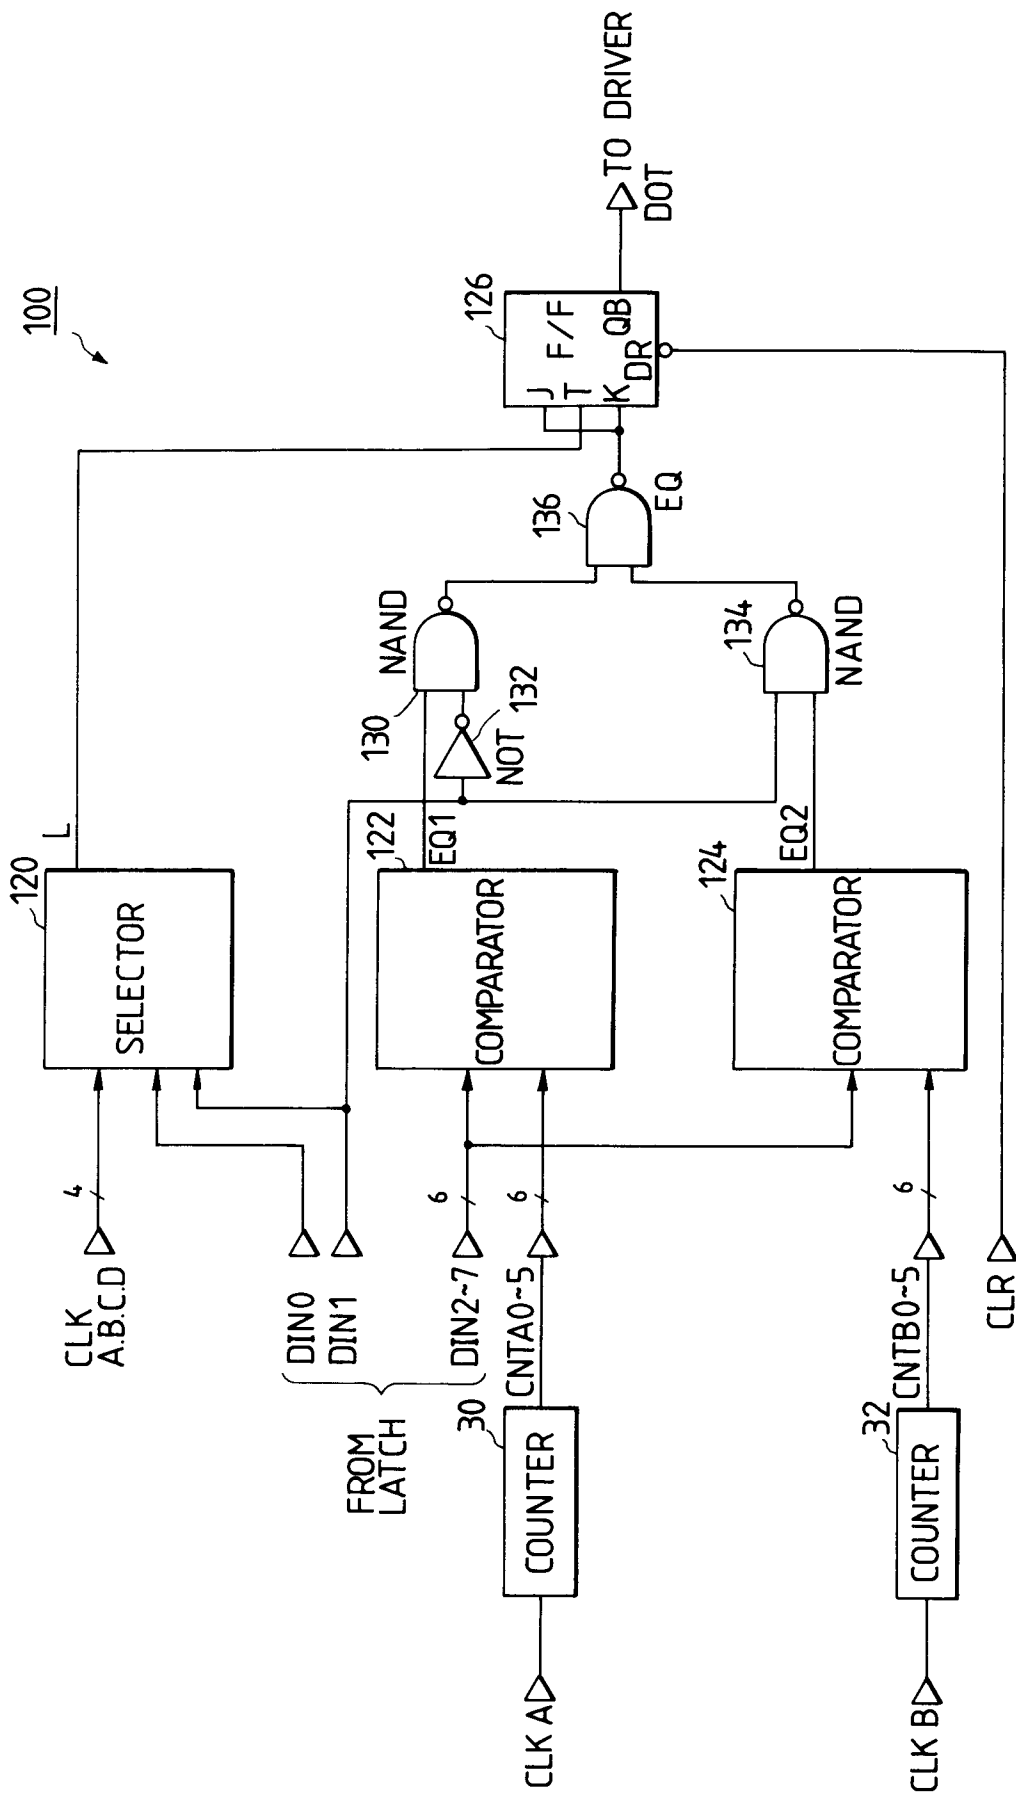 100
CLK
A.B.C.D
4
120
SELECTOR
L
DIN0
DIN1
FROM
LATCH
DIN2~7
6
CNTA0~5
6
CLK A
30
COUNTER
122
COMPARATOR
EQ1
130
NAND
132
NOT
CLK B
32
COUNTER
CNTB0~5
6
124
COMPARATOR
EQ2
134
NAND
136
EQ
126
J
T
K
F/F
DR
QB
TO DRIVER
DOT
CLR